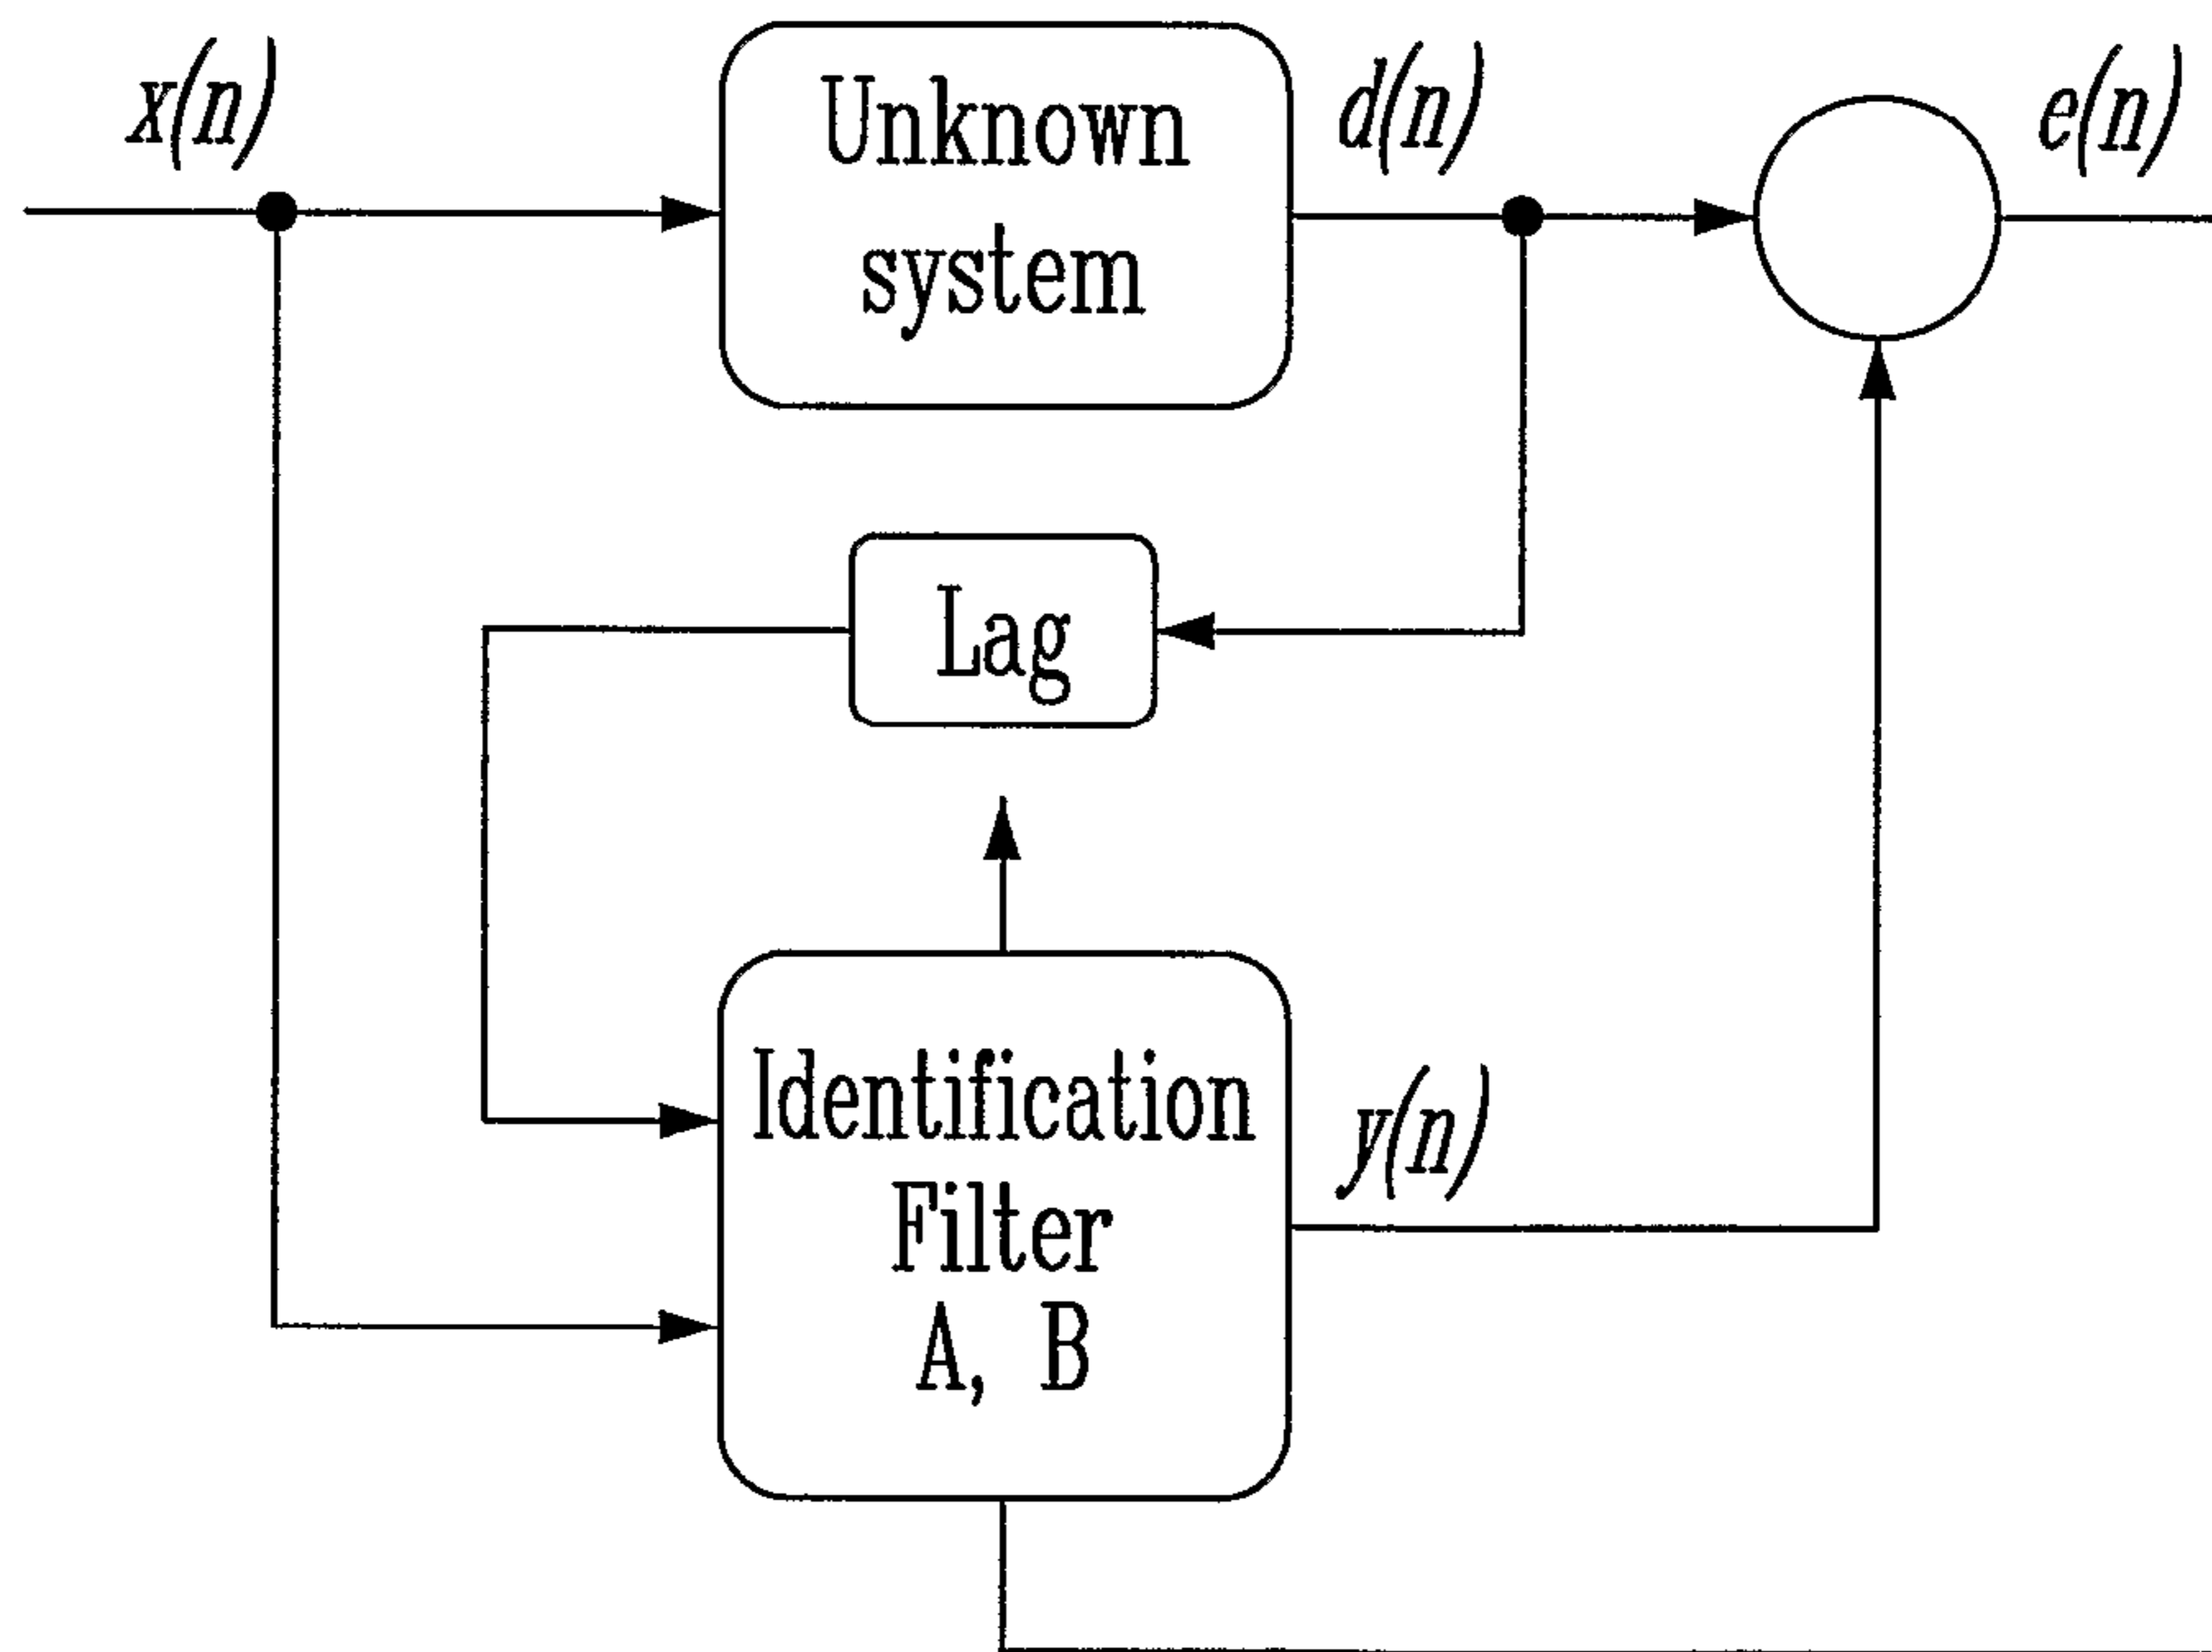 x(n)
Unknown
system
d(n)
e(n)
Lag
Identification
Filter
A, B
y(n)